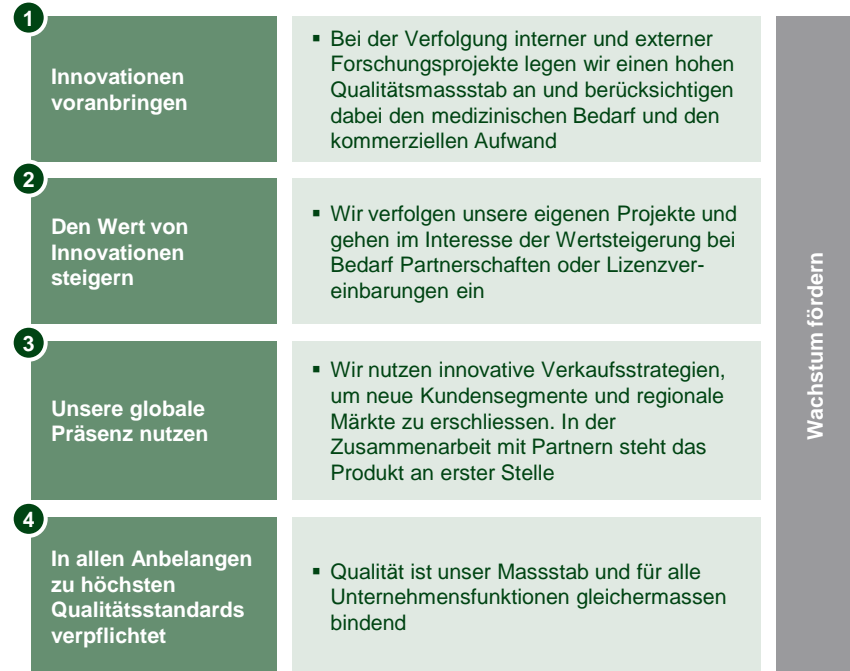 1
Innovationen
voranbringen
▪ Bei der Verfolgung interner und externer
Forschungsprojekte legen wir einen hohen
Qualitätsmassstab an und berücksichtigen
dabei den medizinischen Bedarf und den
kommerziellen Aufwand
2
Den Wert von
Innovationen
steigern
▪ Wir verfolgen unsere eigenen Projekte und
gehen im Interesse der Wertsteigerung bei
Bedarf Partnerschaften oder Lizenzver-
einbarungen ein
3
Unsere globale
Präsenz nutzen
▪ Wir nutzen innovative Verkaufsstrategien,
um neue Kundensegmente und regionale
Märkte zu erschliessen. In der
Zusammenarbeit mit Partnern steht das
Produkt an erster Stelle
4
In allen Anbelangen
zu höchsten
Qualitätsstandards
verpflichtet
▪ Qualität ist unser Massstab und für alle
Unternehmensfunktionen gleichermassen
bindend
Wachstum fördern